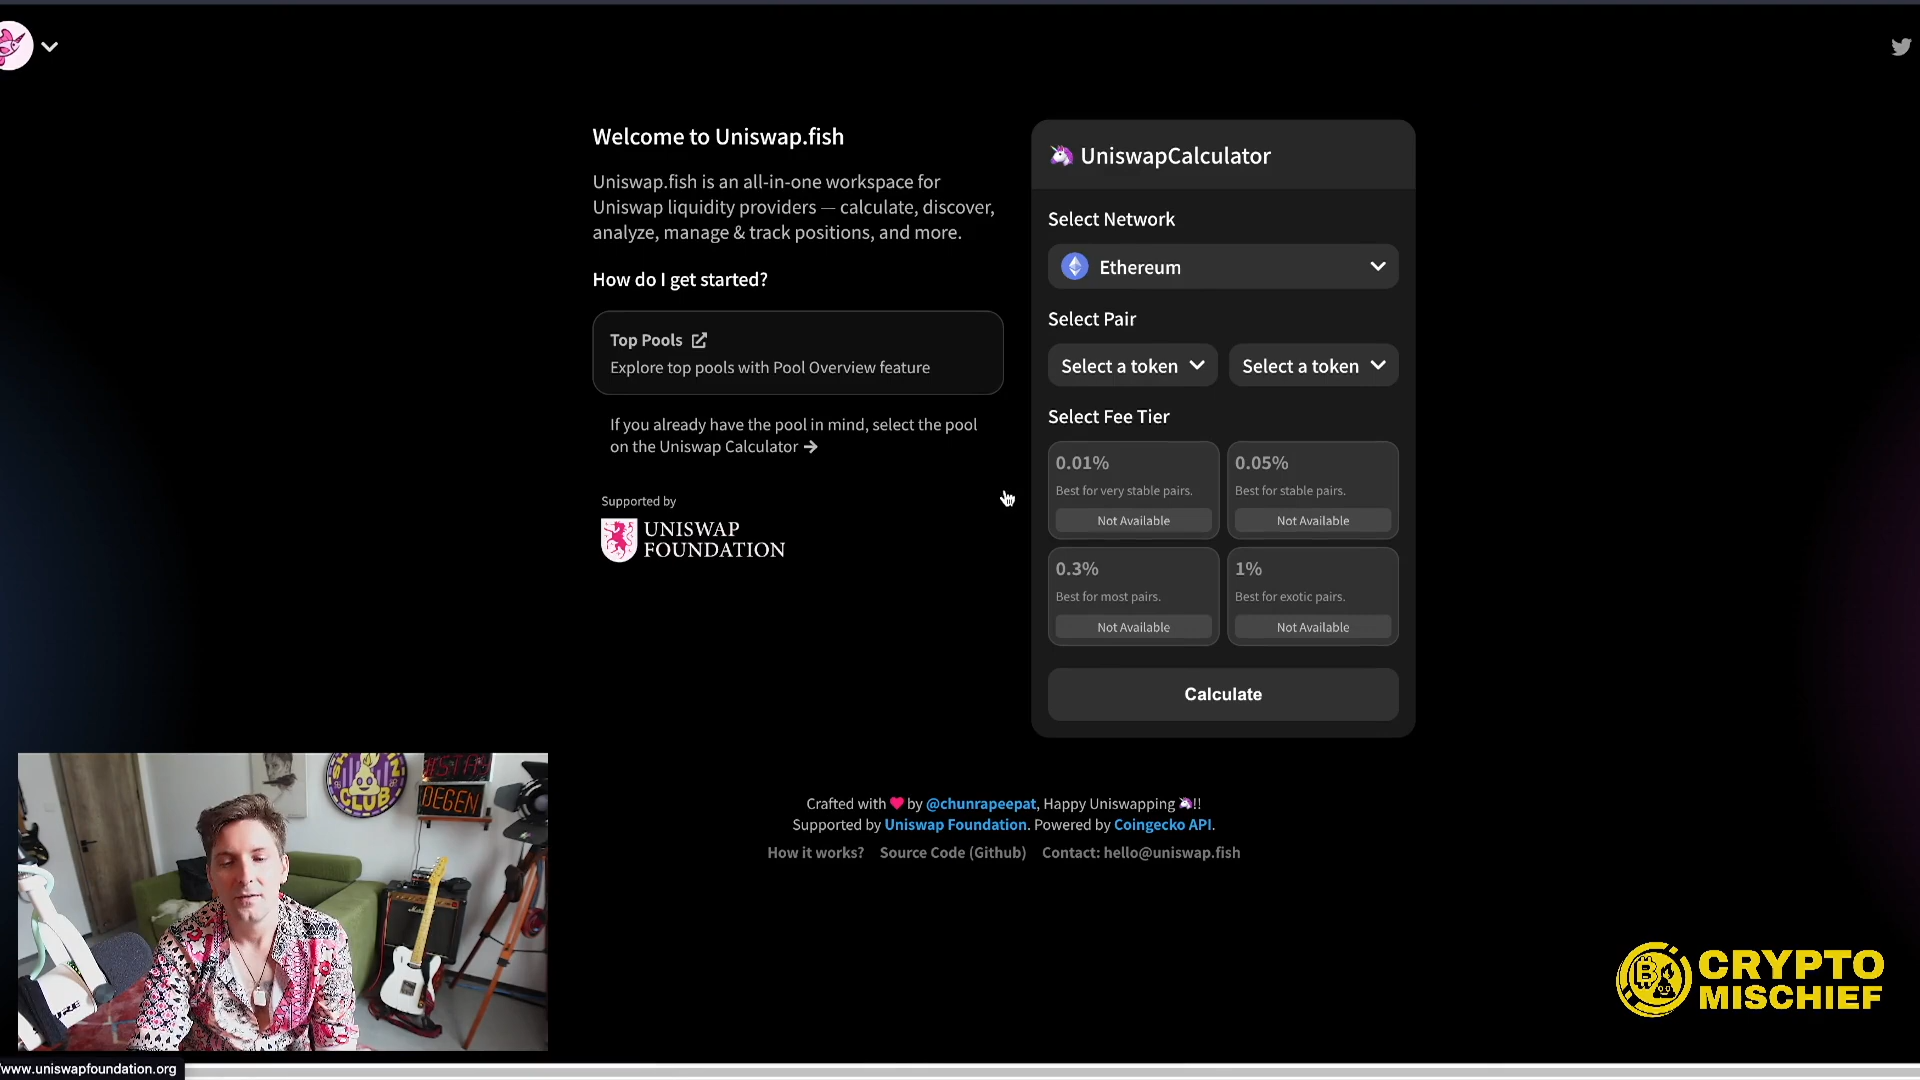 Welcome to Uniswap.fish
Uniswap.fish is an all-in-one workspace for
Uniswap liquidity providers — calculate, discover,
analyze, manage & track positions, and more.
How do I get started?
Top Pools
Explore top pools with Pool Overview feature
If you already have the pool in mind, select the pool
on the Uniswap Calculator →
Supported by
UNISWAP
FOUNDATION
🦄 UniswapCalculator
Select Network
Ethereum
Select Pair
Select a token
Select a token
Select Fee Tier
0.01%
Best for very stable pairs.
Not Available
0.05%
Best for stable pairs.
Not Available
0.3%
Best for most pairs.
Not Available
1%
Best for exotic pairs.
Not Available
Calculate
Crafted with ❤ by @chunrapeepat, Happy Uniswapping 🦄!!
Supported by Uniswap Foundation. Powered by Coingecko API.
How it works? Source Code (Github) Contact: hello@uniswap.fish
CLUB
DEGEN
Marshall
CRYPTO
MISCHIEF
/www.uniswapfoundation.org